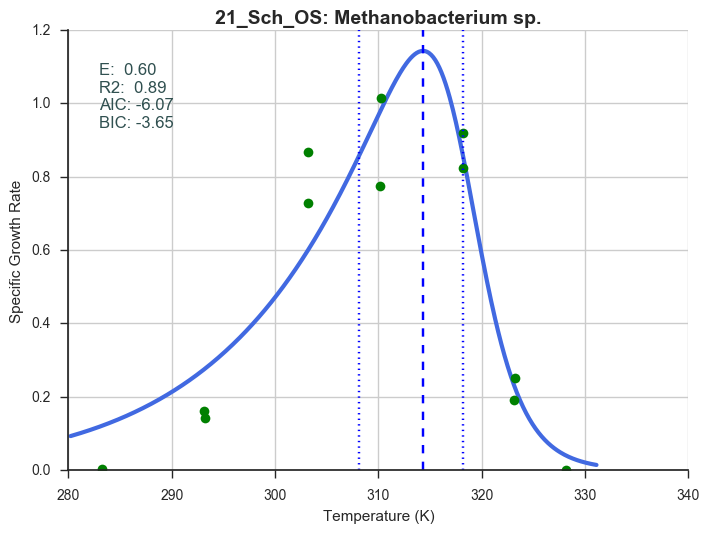 21_Sch_OS: Methanobacterium sp.
1.2
E:  0.60
R2:  0.89
AIC: -6.07
BIC: -3.65
1.0
0.8
0.6
0.4
0.2
0.0
Specific Growth Rate
280 290 300 310 320 330 340
Temperature (K)